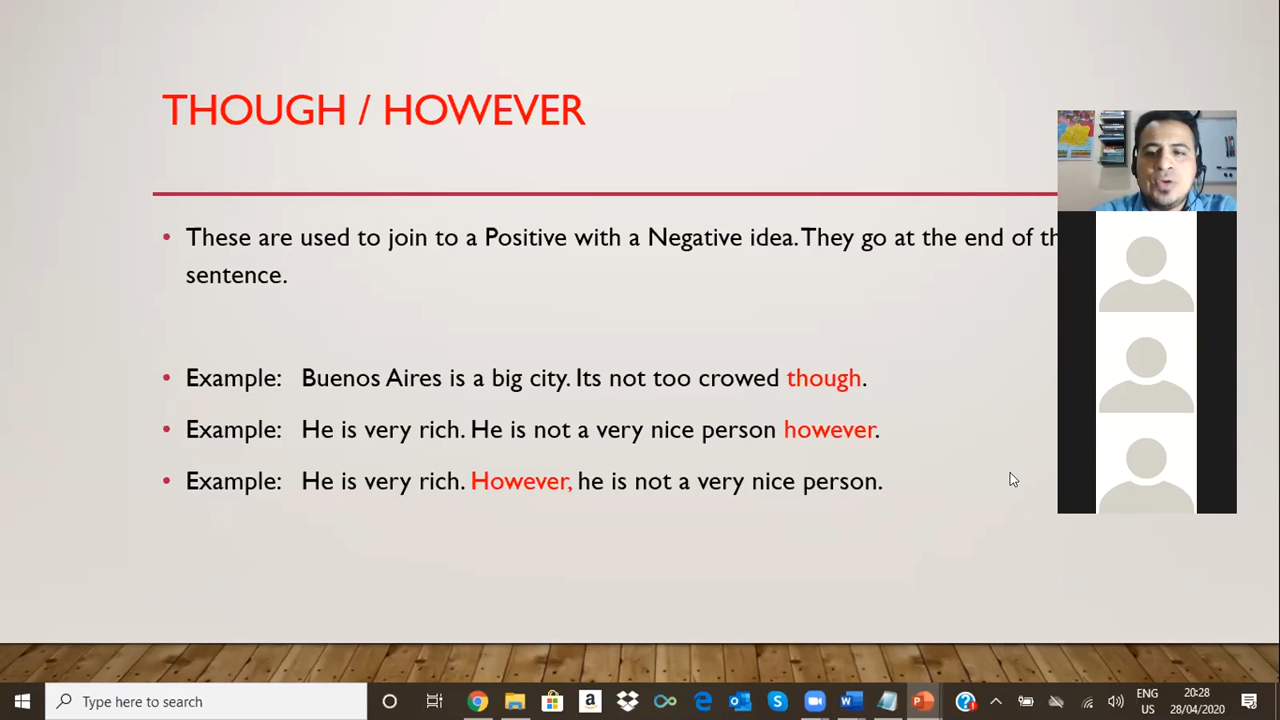 THOUGH / HOWEVER
• These are used to join to a Positive with a Negative idea. They go at the end of
sentence.
• Example: Buenos Aires is a big city. Its not too crowed though.
• Example: He is very rich. He is not a very nice person however.
• Example: He is very rich. However, he is not a very nice person.
Type here to search
ENG
US
20:28
28/04/2020